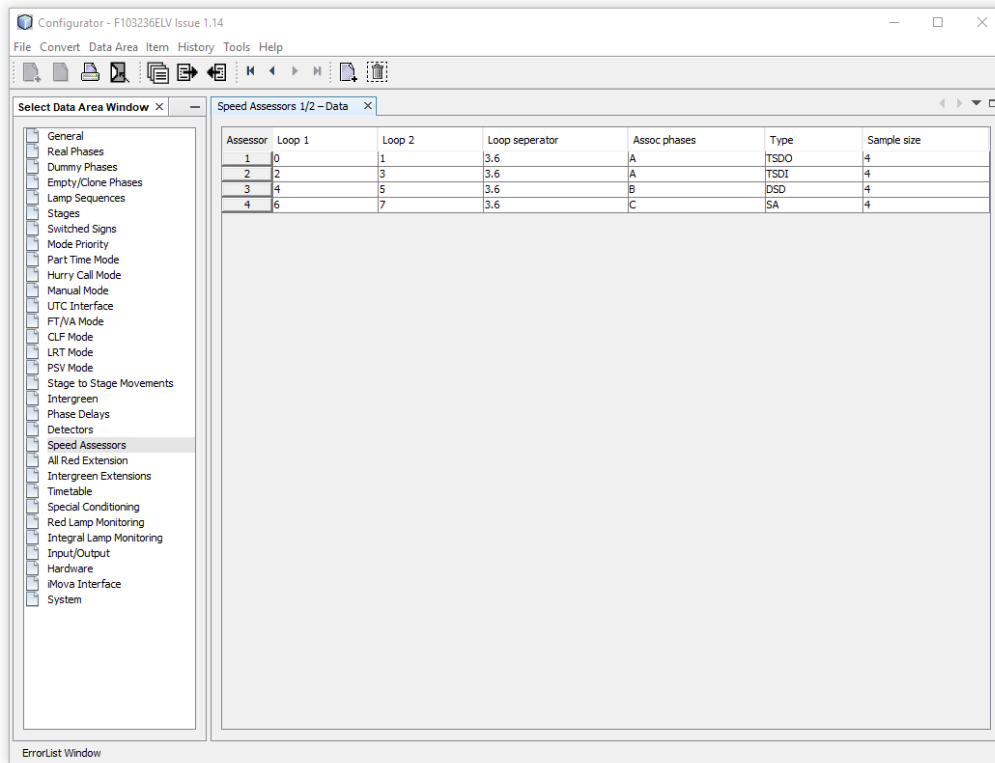 Configurator - F103236ELV Issue 1.14
File Convert Data Area Item History Tools Help
Select Data Area Window
General
Real Phases
Dummy Phases
Empty/Clone Phases
Lamp Sequences
Stages
Switched Signs
Mode Priority
Part Time Mode
Hurry Call Mode
Manual Mode
UTC Interface
FT/VA Mode
CLF Mode
LRT Mode
PSV Mode
Stage to Stage Movements
Intergreen
Phase Delays
Detectors
Speed Assessors
All Red Extension
Intergreen Extensions
Timetable
Special Conditioning
Red Lamp Monitoring
Integral Lamp Monitoring
Input/Output
Hardware
iMova Interface
System
Speed Assessors 1/2 – Data
Assessor Loop 1 Loop 2 Loop seperator Assoc phases Type Sample size
1 0 1 3.6 A TSDO 4
2 2 3 3.6 A TSDI 4
3 4 5 3.6 B DSD 4
4 6 7 3.6 C SA 4
ErrorList Window